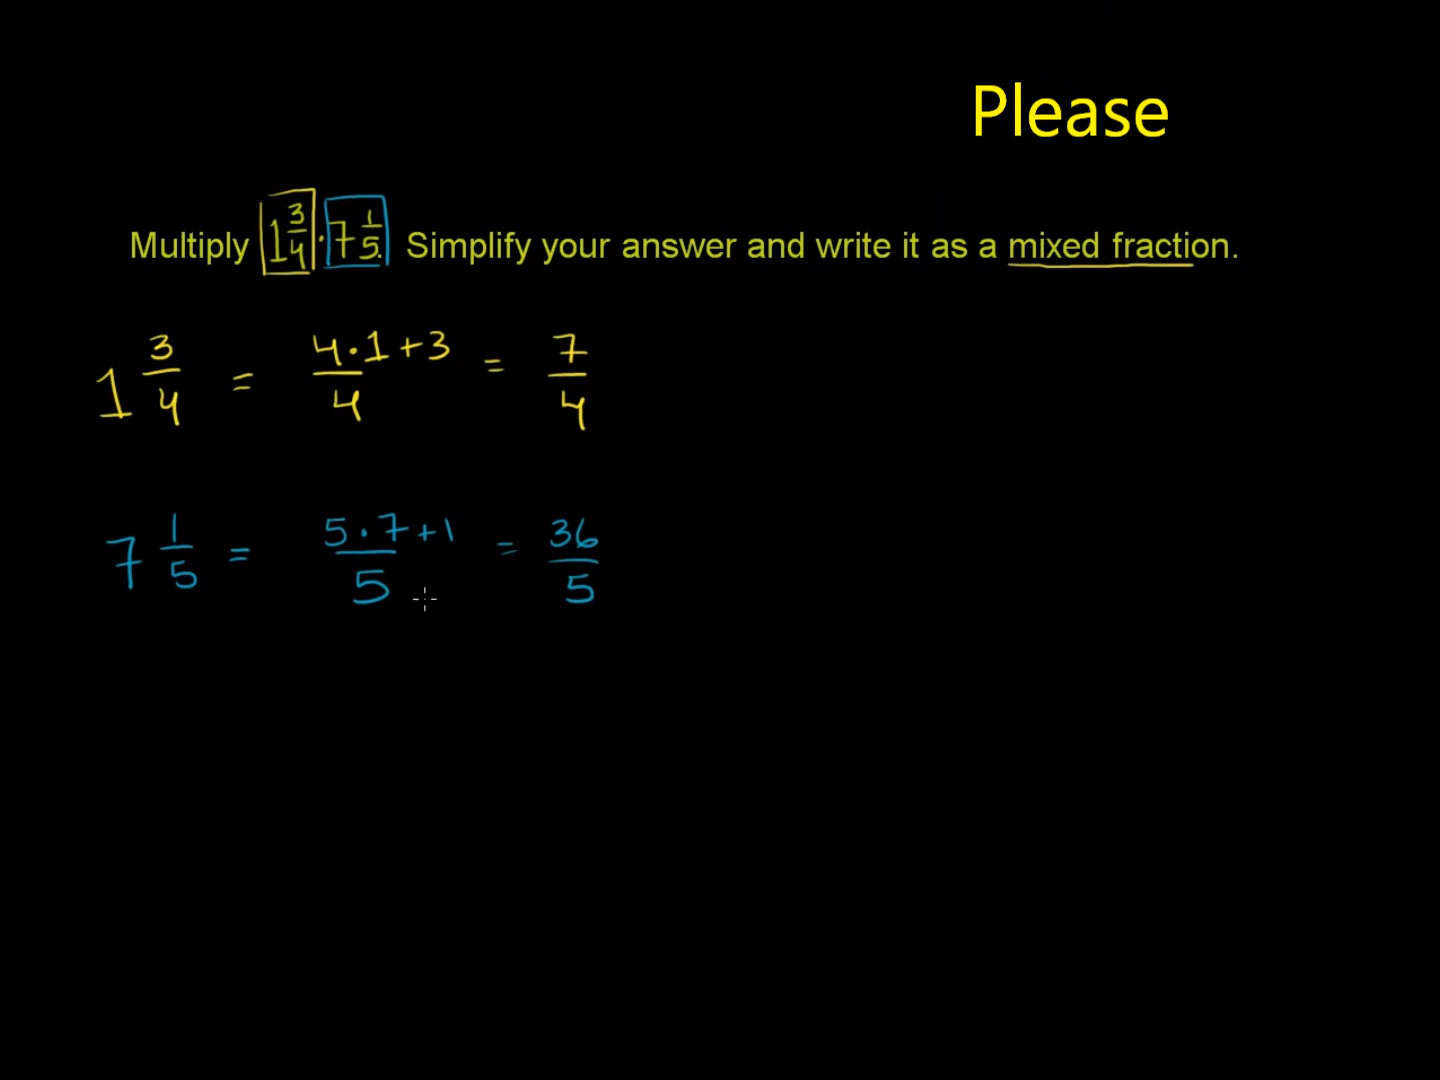 Please
Multiply 1 3/4 · 7 1/5. Simplify your answer and write it as a mixed fraction.
1 3/4 = 4·1+3/4 = 7/4
7 1/5 = 5·7+1/5 = 36/5